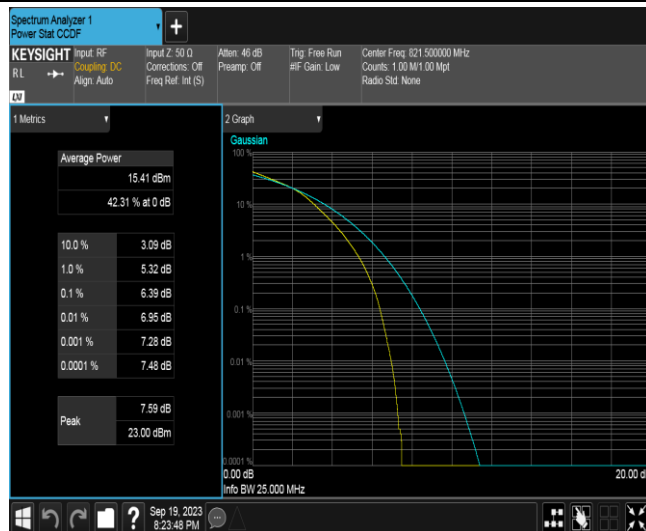 Spectrum Analyzer 1
Power Stat CCDF
KEYSIGHT
RL
Input: RF
Coupling: DC
Align: Auto
Input Z: 50 Ω
Corrections: Off
Freq Ref: Int (S)
Atten: 46 dB
Preamp: Off
Trig: Free Run
#IF Gain: Low
Center Freq: 821.500000 MHz
Counts: 1.00 M/1.00 Mpt
Radio Std: None
1 Metrics
Average Power
15.41 dBm
42.31 % at 0 dB
10.0 % 3.09 dB
1.0 % 5.32 dB
0.1 % 6.39 dB
0.01 % 6.95 dB
0.001 % 7.28 dB
0.0001 % 7.48 dB
Peak
7.59 dB
23.00 dBm
2 Graph
Gaussian
100 %
10 %
1 %
0.1 %
0.01 %
0.001 %
0.0001 %
0.00 dB
20.00 d
Info BW 25.000 MHz
?
Sep 19, 2023
8:23:48 PM